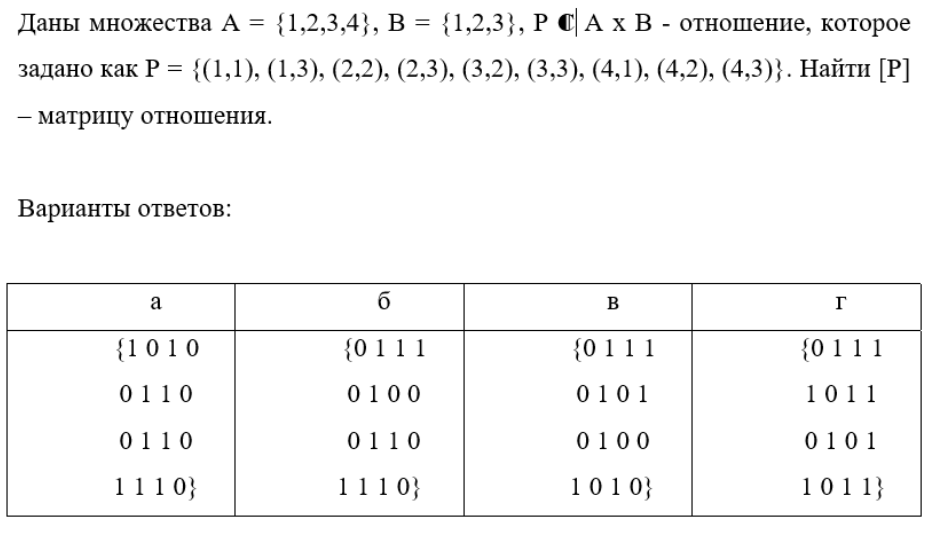 Даны множества A = {1,2,3,4}, B = {1,2,3}, P ⊂ A x B - отношение, которое
задано как P = {(1,1), (1,3), (2,2), (2,3), (3,2), (3,3), (4,1), (4,2), (4,3)}. Найти [P]
– матрицу отношения.
Варианты ответов:
а б в г
{1 0 1 0 {0 1 1 1 {0 1 1 1 {0 1 1 1
0 1 1 0 0 1 0 0 0 1 0 1 1 0 1 1
0 1 1 0 0 1 1 0 0 1 0 0 0 1 0 1
1 1 1 0} 1 1 1 0} 1 0 1 0} 1 0 1 1}